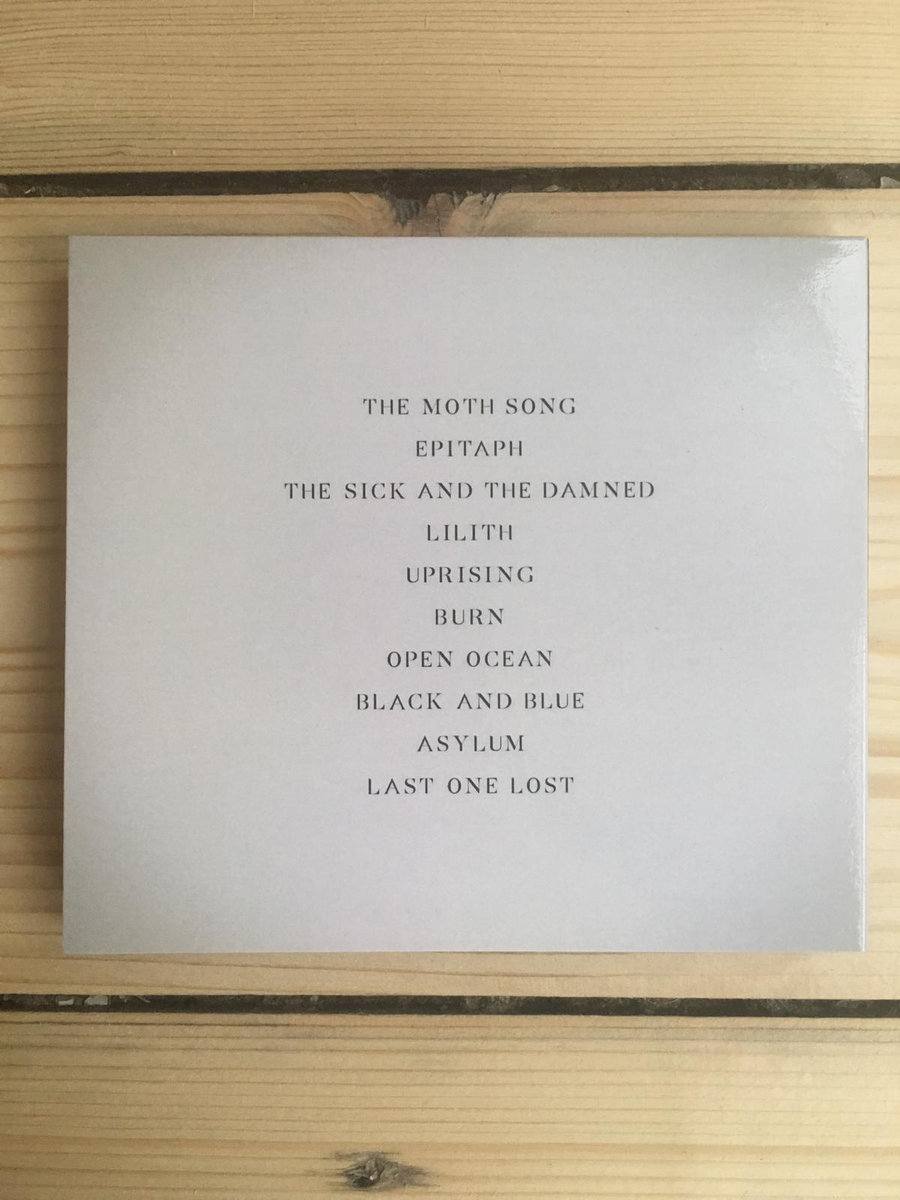 THE MOTH SONG
EPITAPH
THE SICK AND THE DAMNED
LILITH
UPRISING
BURN
OPEN OCEAN
BLACK AND BLUE
ASYLUM
LAST ONE LOST